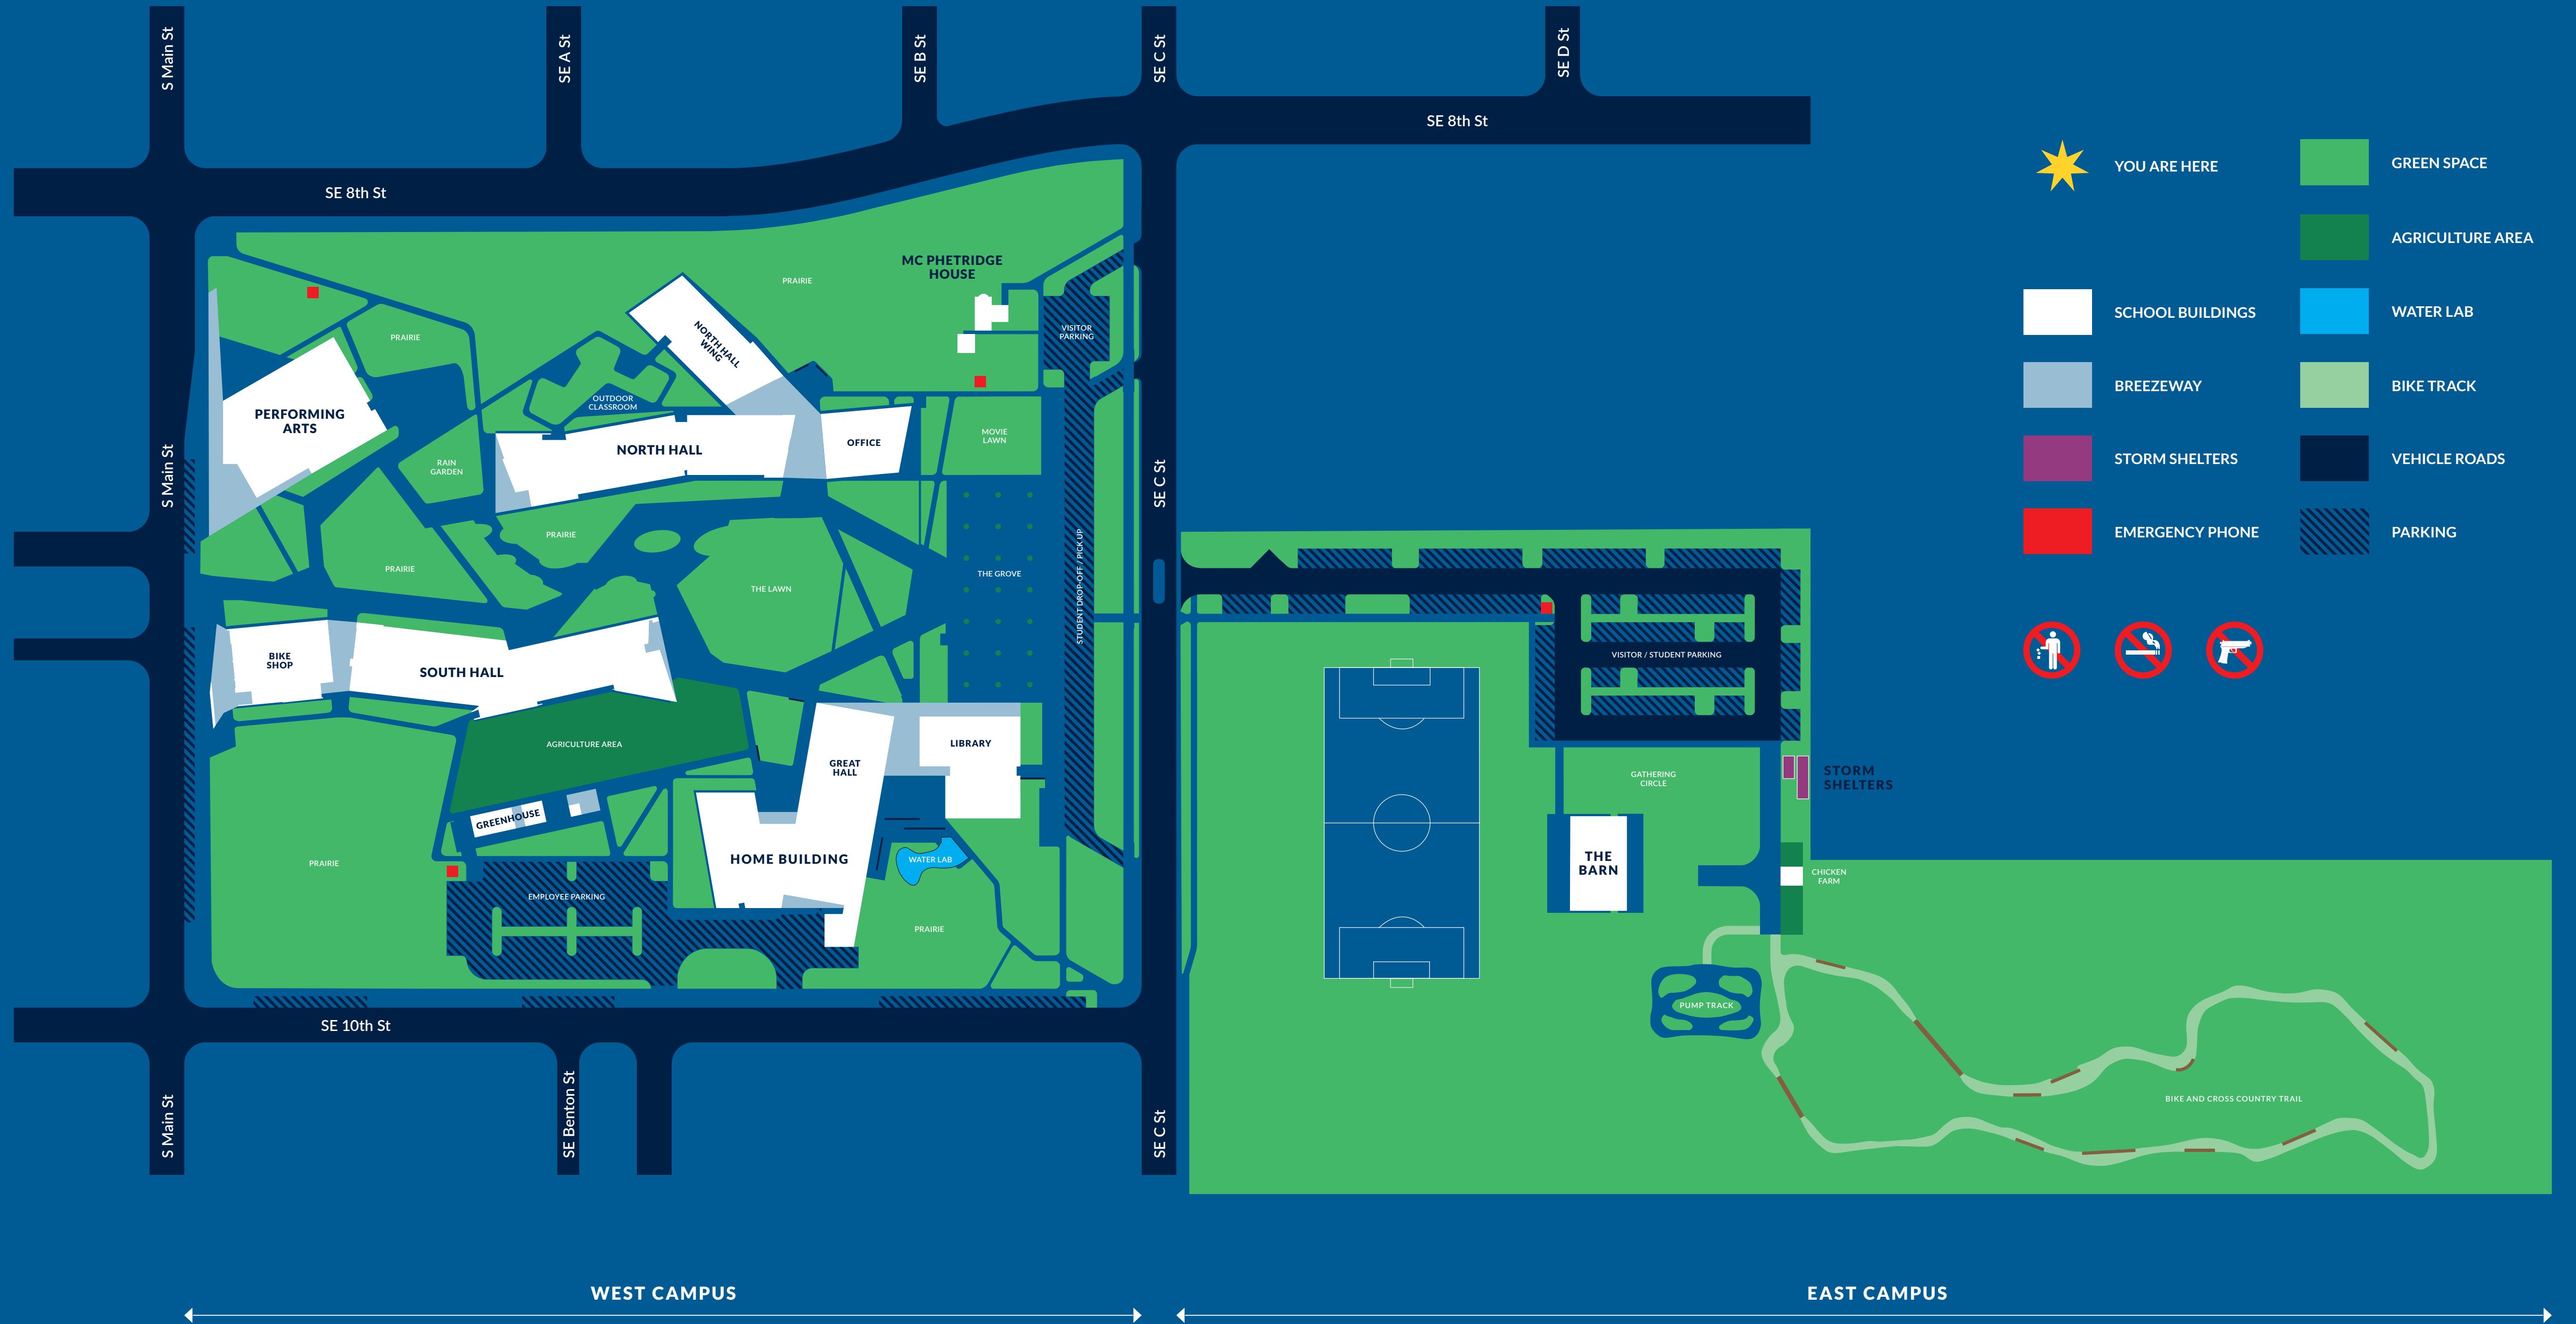 S Main St
SE A St
SE B St
SE C St
SE D St
SE 8th St
SE 8th St
YOU ARE HERE
GREEN SPACE
AGRICULTURE AREA
SCHOOL BUILDINGS
WATER LAB
BREEZEWAY
BIKE TRACK
STORM SHELTERS
VEHICLE ROADS
EMERGENCY PHONE
PARKING
MC PHETRIDGE
HOUSE
PRAIRIE
PRAIRIE
NORTH HALL
WING
VISITOR
PARKING
OUTDOOR
CLASSROOM
PERFORMING
ARTS
NORTH HALL
OFFICE
MOVIE
LAWN
RAIN
GARDEN
S Main St
SE C St
PRAIRIE
PRAIRIE
THE LAWN
THE GROVE
STUDENT DROP-OFF / PICK UP
BIKE
SHOP
SOUTH HALL
VISITOR / STUDENT PARKING
AGRICULTURE AREA
GREAT
HALL
LIBRARY
GATHERING
CIRCLE
STORM
SHELTERS
GREENHOUSE
HOME BUILDING
WATER LAB
PRAIRIE
THE
BARN
CHICKEN
FARM
EMPLOYEE PARKING
PRAIRIE
PUMP TRACK
SE 10th St
S Main St
SE Benton St
SE C St
BIKE AND CROSS COUNTRY TRAIL
WEST CAMPUS
EAST CAMPUS